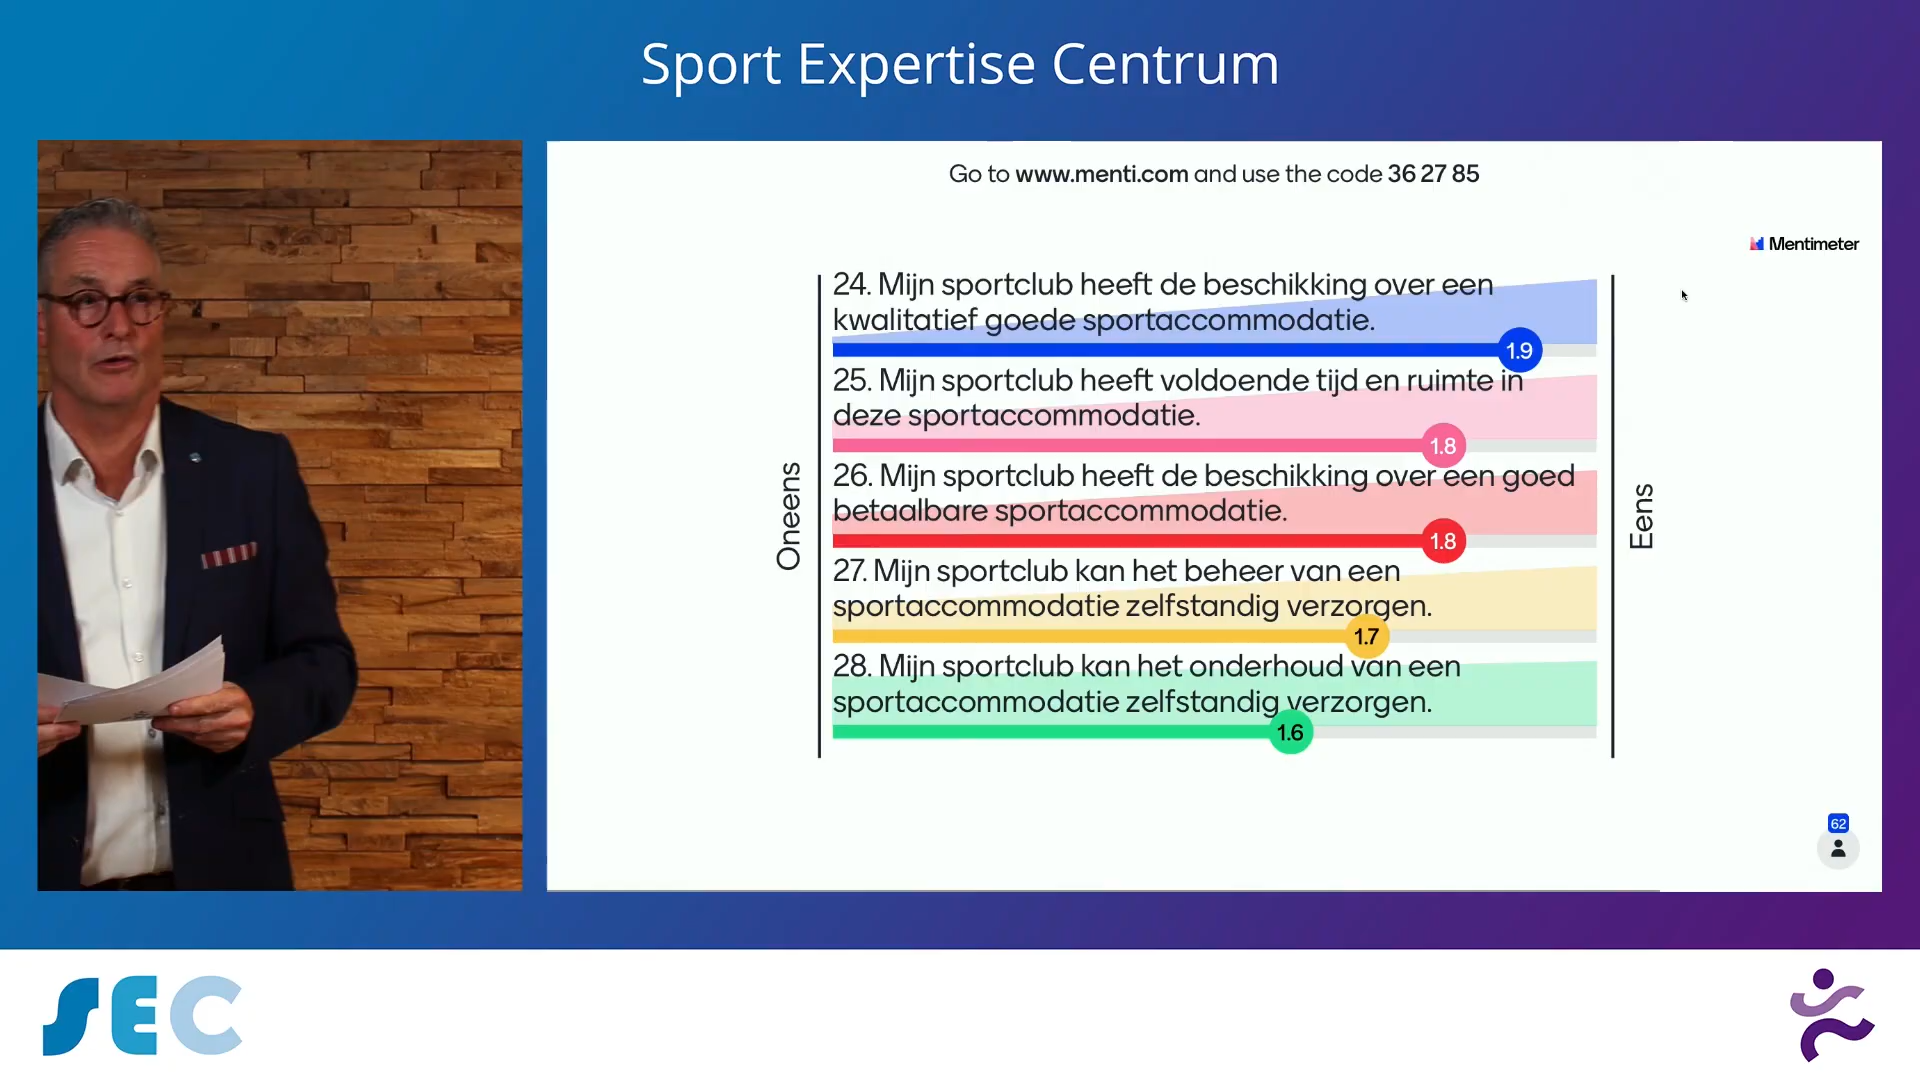 Sport Expertise Centrum
Go to www.menti.com and use the code 36 27 85
Mentimeter
24. Mijn sportclub heeft de beschikking over een
kwalitatief goede sportaccommodatie.
1.9
25. Mijn sportclub heeft voldoende tijd en ruimte in
deze sportaccommodatie.
1.8
26. Mijn sportclub heeft de beschikking over een goed
betaalbare sportaccommodatie.
1.8
27. Mijn sportclub kan het beheer van een
sportaccommodatie zelfstandig verzorgen.
1.7
28. Mijn sportclub kan het onderhoud van een
sportaccommodatie zelfstandig verzorgen.
1.6
Oneens
Eens
62
SEC